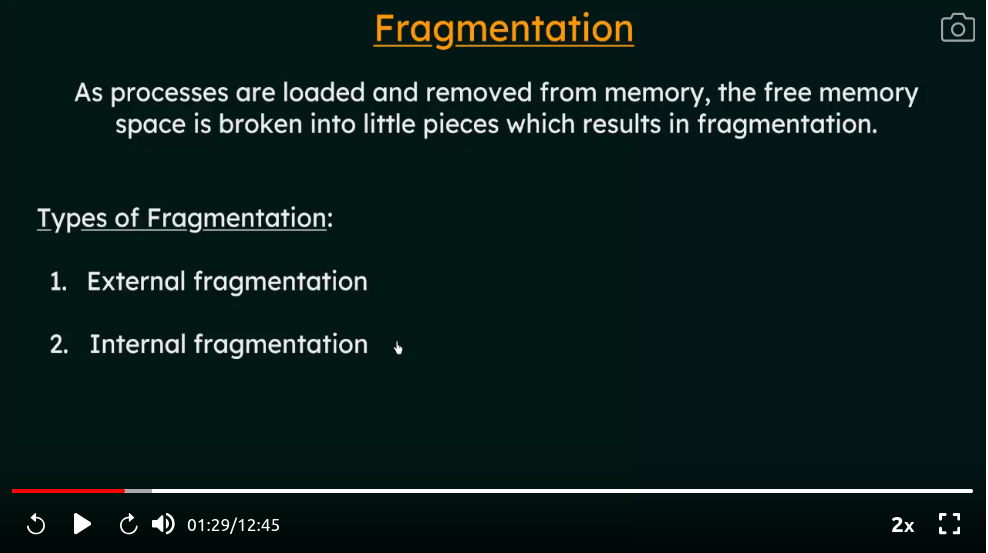 Fragmentation
As processes are loaded and removed from memory, the free memory
space is broken into little pieces which results in fragmentation.
Types of Fragmentation:
1. External fragmentation
2. Internal fragmentation
01:29/12:45
2x